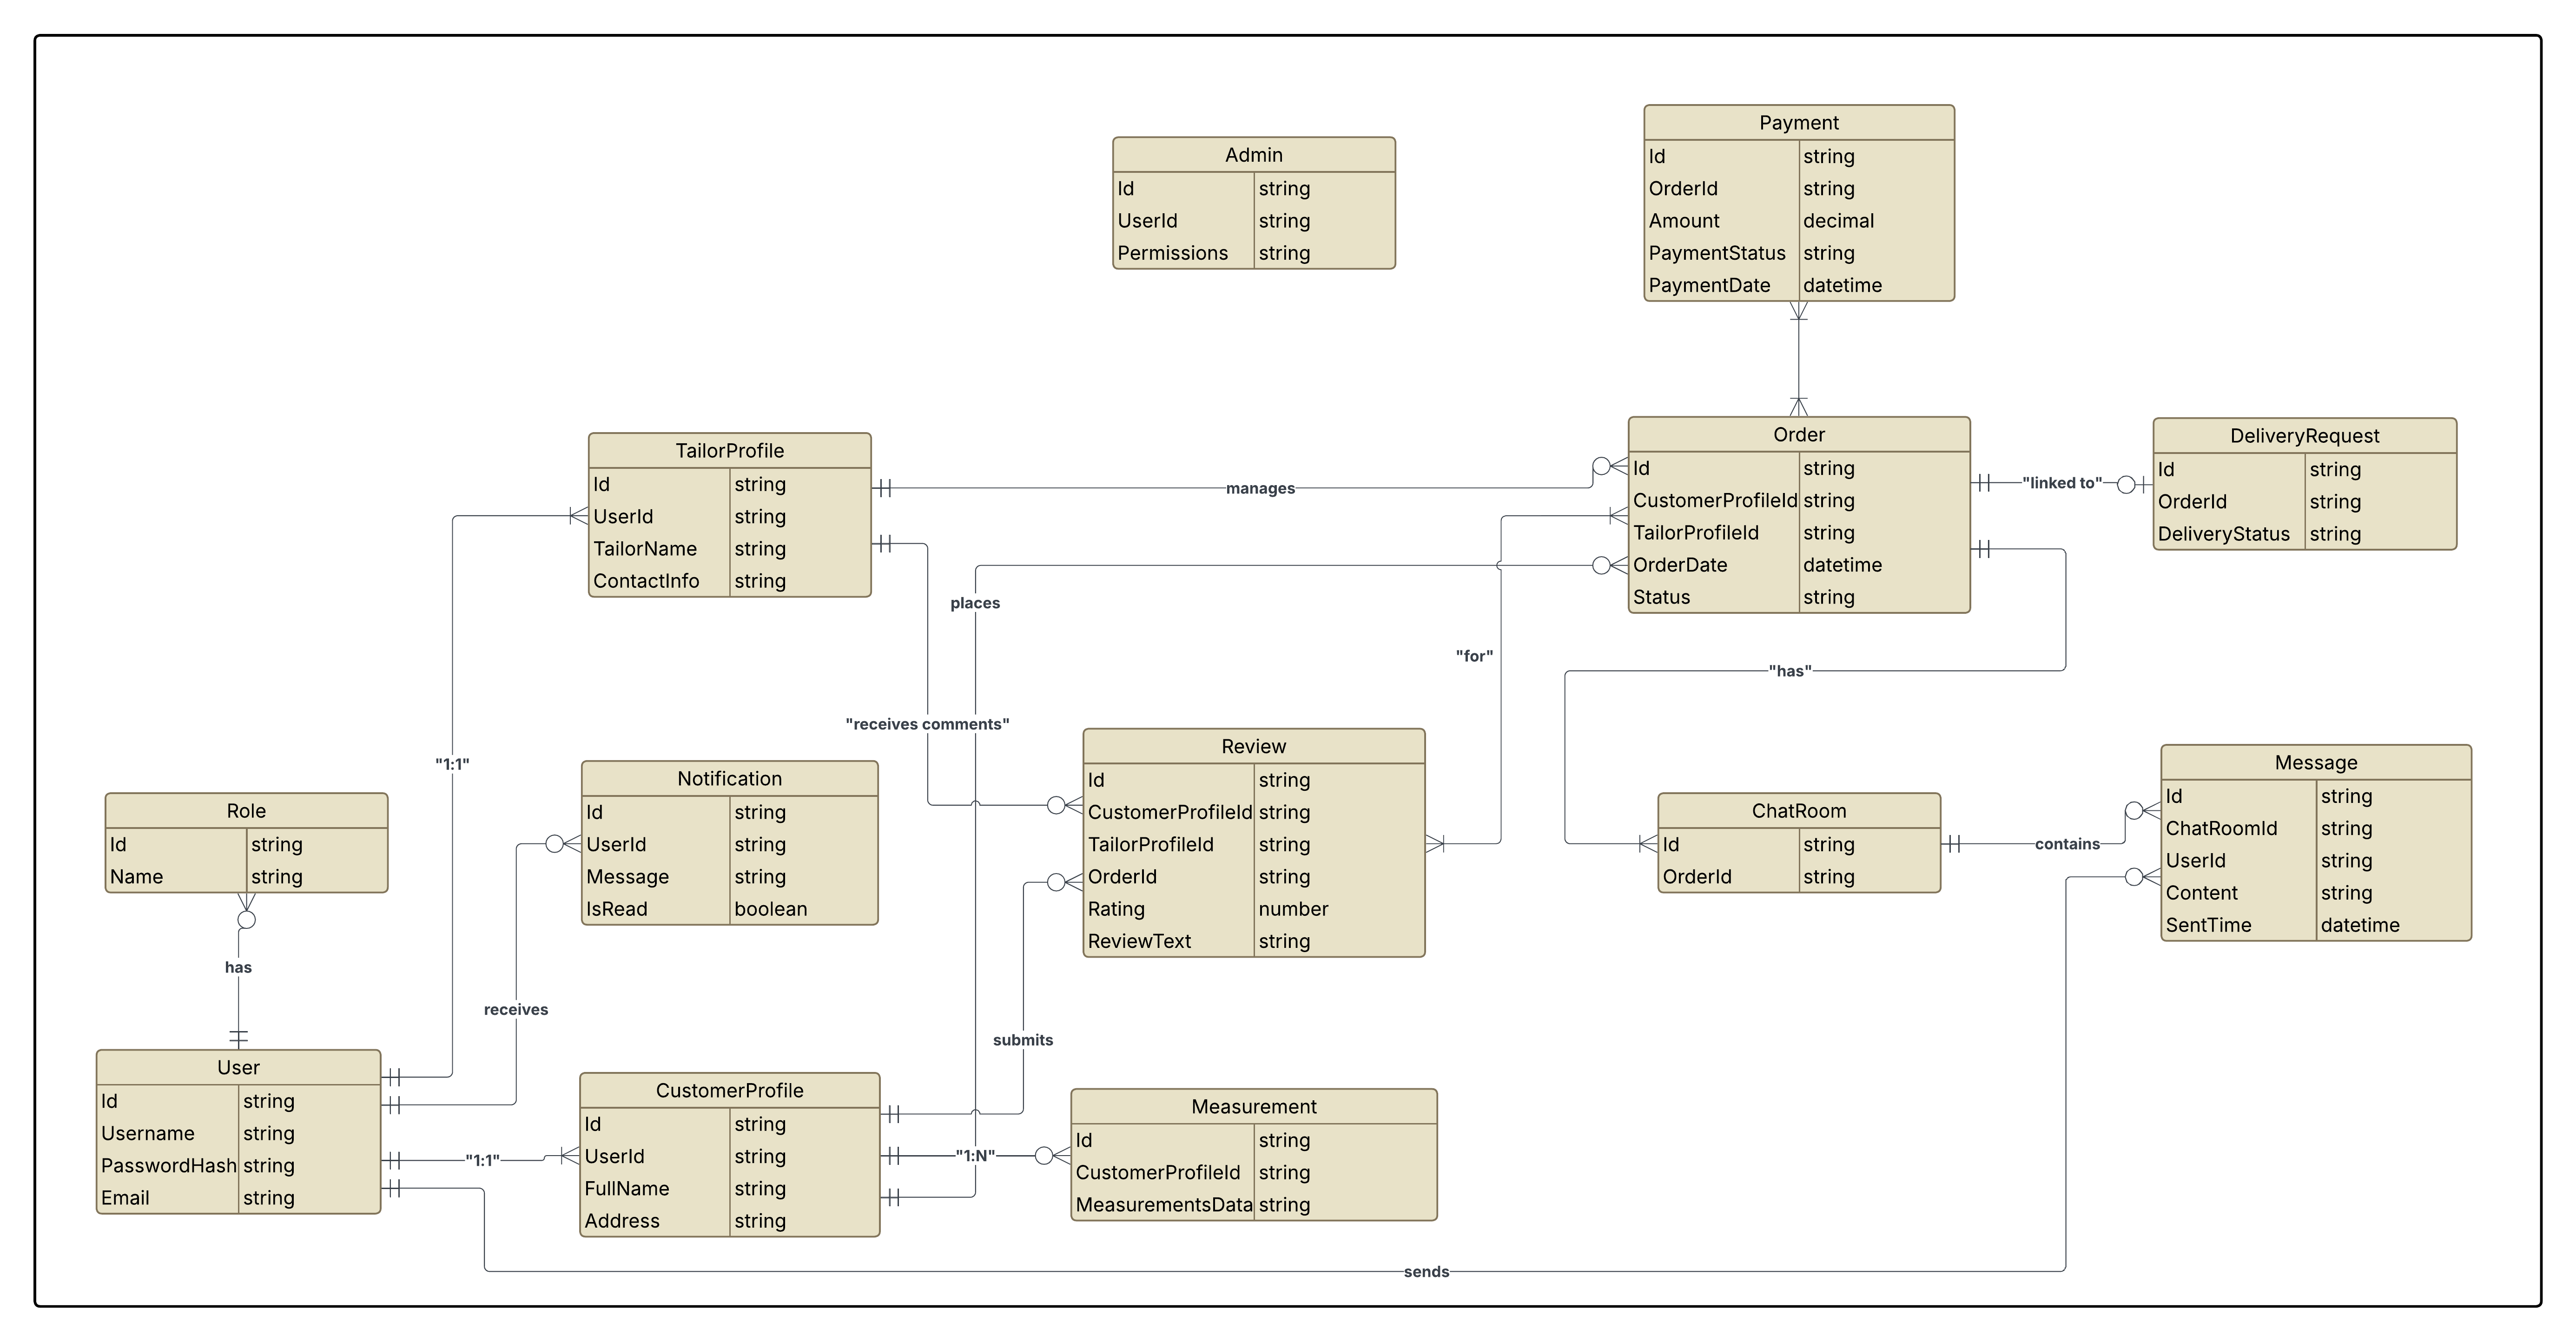 Payment
Id string
OrderId string
Amount decimal
PaymentStatus string
PaymentDate datetime
Admin
Id string
UserId string
Permissions string
TailorProfile
Id string
UserId string
TailorName string
ContactInfo string
manages
Order
Id string
CustomerProfileId string
TailorProfileId string
OrderDate datetime
Status string
"linked to"
DeliveryRequest
Id string
OrderId string
DeliveryStatus string
places
"for"
"has"
"receives comments"
"1:1"
Role
Id string
Name string
Notification
Id string
UserId string
Message string
IsRead boolean
Review
Id string
CustomerProfileId string
TailorProfileId string
OrderId string
Rating number
ReviewText string
ChatRoom
Id string
OrderId string
contains
Message
Id string
ChatRoomId string
UserId string
Content string
SentTime datetime
has
receives
submits
User
Id string
Username string
PasswordHash string
Email string
"1:1"
CustomerProfile
Id string
UserId string
FullName string
Address string
"1:N"
Measurement
Id string
CustomerProfileId string
MeasurementsData string
sends